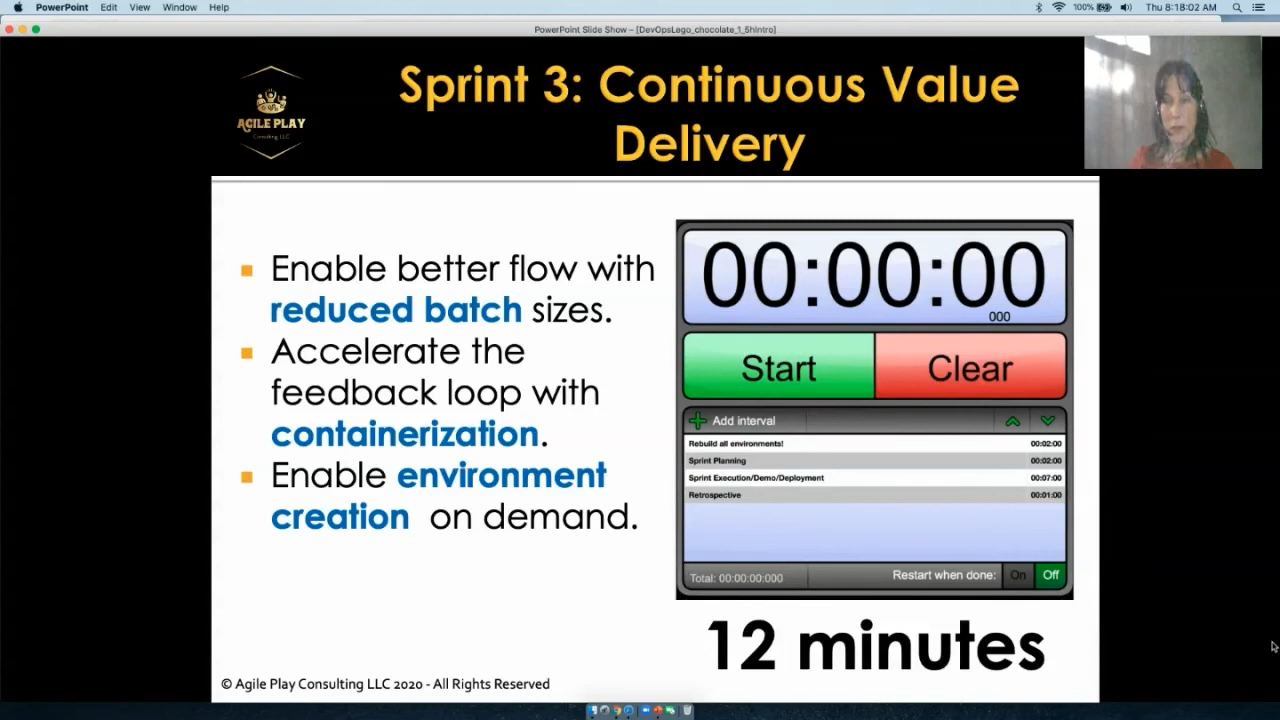 PowerPoint Edit View Window Help
100% Thu 8:18:02 AM
PowerPoint Slide Show - [DevOpsLego_chocolate_1_5hIntro]
AGILE PLAY
Consulting LLC
Sprint 3: Continuous Value
Delivery
Enable better flow with
reduced batch sizes.
Accelerate the
feedback loop with
containerization.
Enable environment
creation on demand.
00:00:00
000
Start Clear
Add interval
Rebuild all environments! 00:02:00
Sprint Planning 00:02:00
Sprint Execution/Demo/Deployment 00:07:00
Retrospective 00:01:00
Total: 00:00:00:000 Restart when done: On Off
12 minutes
© Agile Play Consulting LLC 2020 - All Rights Reserved